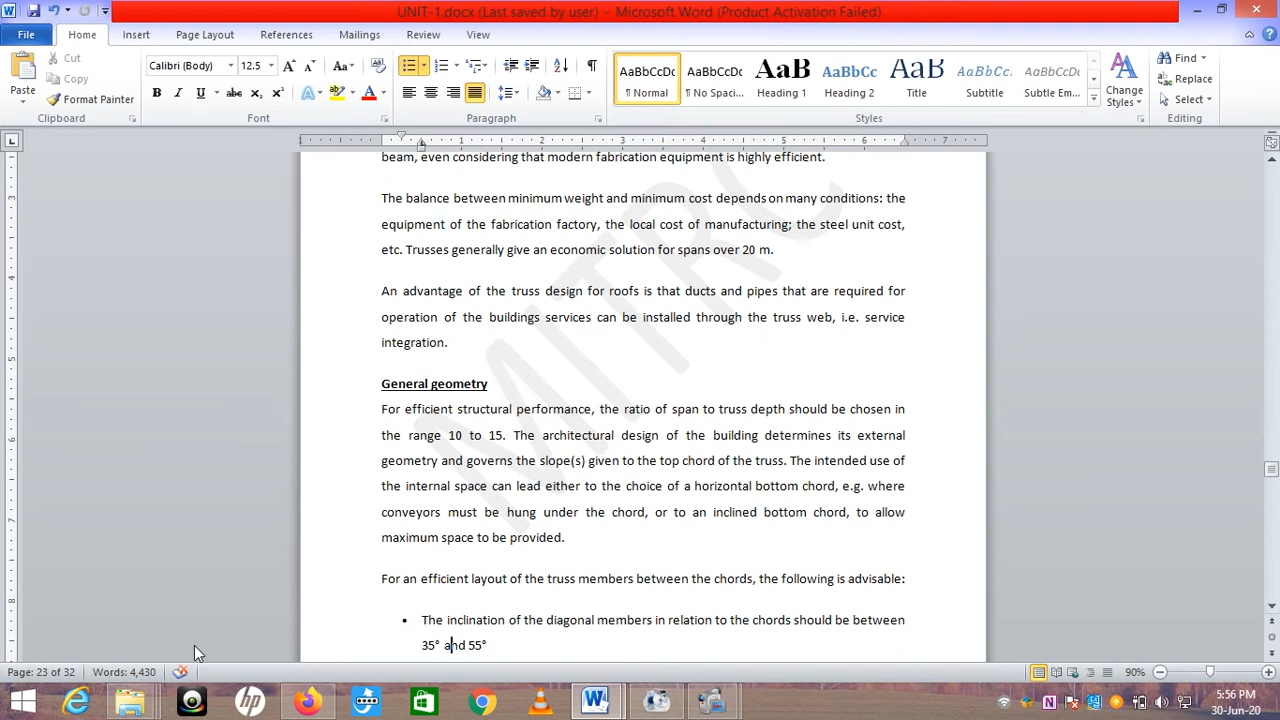 UNIT-1.docx (Last saved by user) - Microsoft Word (Product Activation Failed)
File Home Insert Page Layout References Mailings Review View
Cut
Copy
Format Painter
Paste
Clipboard
Calibri (Body) 12.5
Font
Paragraph
AaBbCcDc AaBbCcDc AaB AaBbCc AaB AaBbCc. AaBbCcDc
¶ Normal ¶ No Spaci... Heading 1 Heading 2 Title Subtitle Subtle Em...
Change Styles
Styles
Find
Replace
Select
Editing
beam, even considering that modern fabrication equipment is highly efficient.
The balance between minimum weight and minimum cost depends on many conditions: the
equipment of the fabrication factory, the local cost of manufacturing; the steel unit cost,
etc. Trusses generally give an economic solution for spans over 20 m.
An advantage of the truss design for roofs is that ducts and pipes that are required for
operation of the buildings services can be installed through the truss web, i.e. service
integration.
General geometry
For efficient structural performance, the ratio of span to truss depth should be chosen in
the range 10 to 15. The architectural design of the building determines its external
geometry and governs the slope(s) given to the top chord of the truss. The intended use of
the internal space can lead either to the choice of a horizontal bottom chord, e.g. where
conveyors must be hung under the chord, or to an inclined bottom chord, to allow
maximum space to be provided.
For an efficient layout of the truss members between the chords, the following is advisable:
• The inclination of the diagonal members in relation to the chords should be between
35° and 55°
MITRC
Page: 23 of 32 Words: 4,430 90%
5:56 PM
30-Jun-20